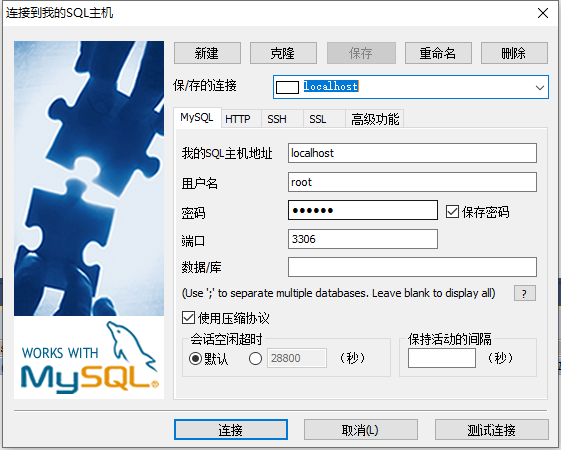 连接到我的SQL主机
新建 克隆 保存 重命名 删除
保/存的连接 localhost
MySQL HTTP SSH SSL 高级功能
我的SQL主机地址 localhost
用户名 root
密码 ●●●●●● 保存密码
端口 3306
数据/库
(Use ';' to separate multiple databases. Leave blank to display all) ?
使用压缩协议
会话空闲超时 保持活动的间隔
默认 28800 （秒） （秒）
WORKS WITH
MySQL®
连接 取消(L) 测试连接